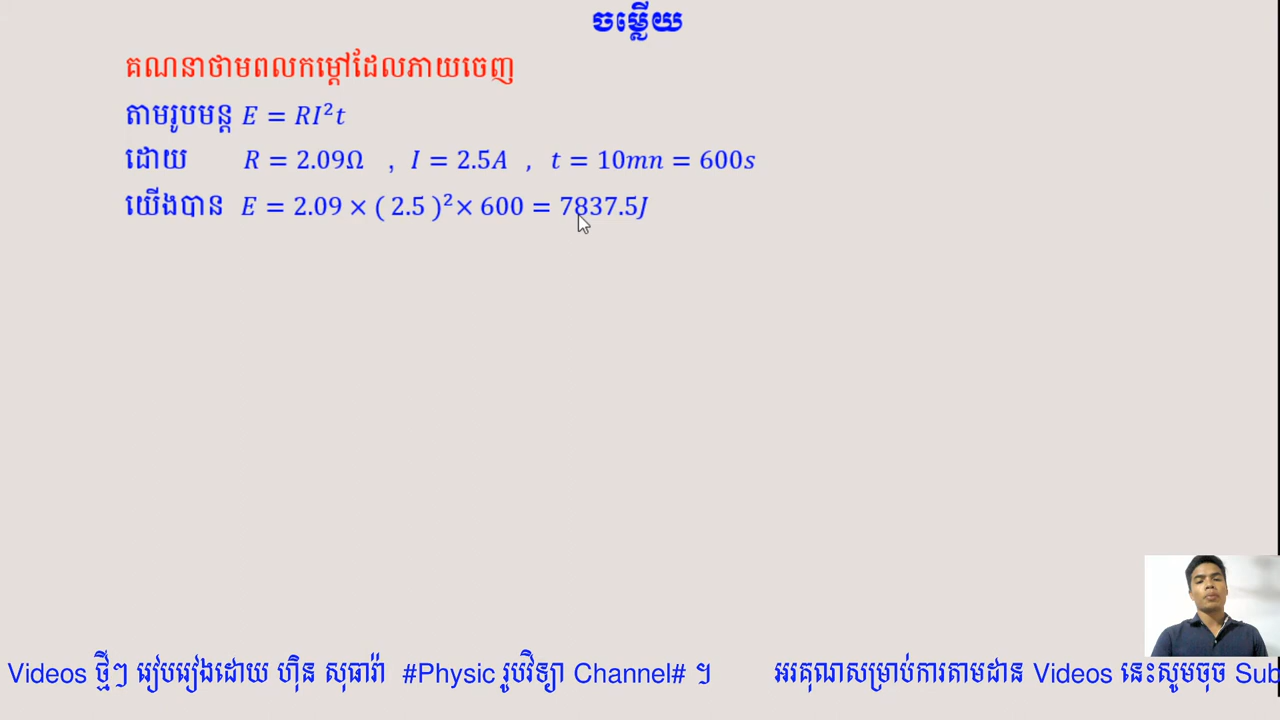 ចម្លើយ
គណនាថាមពលកម្ដៅដែលភាយចេញ
តាមរូបមន្ត E = RI²t
ដោយ R = 2.09Ω , I = 2.5A , t = 10mn = 600s
យើងបាន E = 2.09 × ( 2.5 )² × 600 = 7837.5J
Videos ថ្មីៗ រៀបរៀងដោយ ហ៊ិន សុធារ៉ា #Physic រូបវិទ្យា Channel# ។ អរគុណសម្រាប់ការតាមដាន Videos នេះសូមចុច Sub